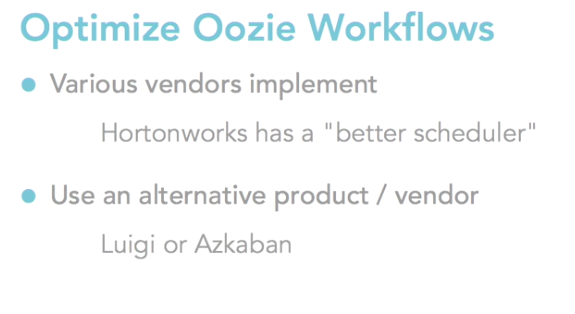 Optimize Oozie Workflows
• Various vendors implement
Hortonworks has a "better scheduler"
• Use an alternative product / vendor
Luigi or Azkaban